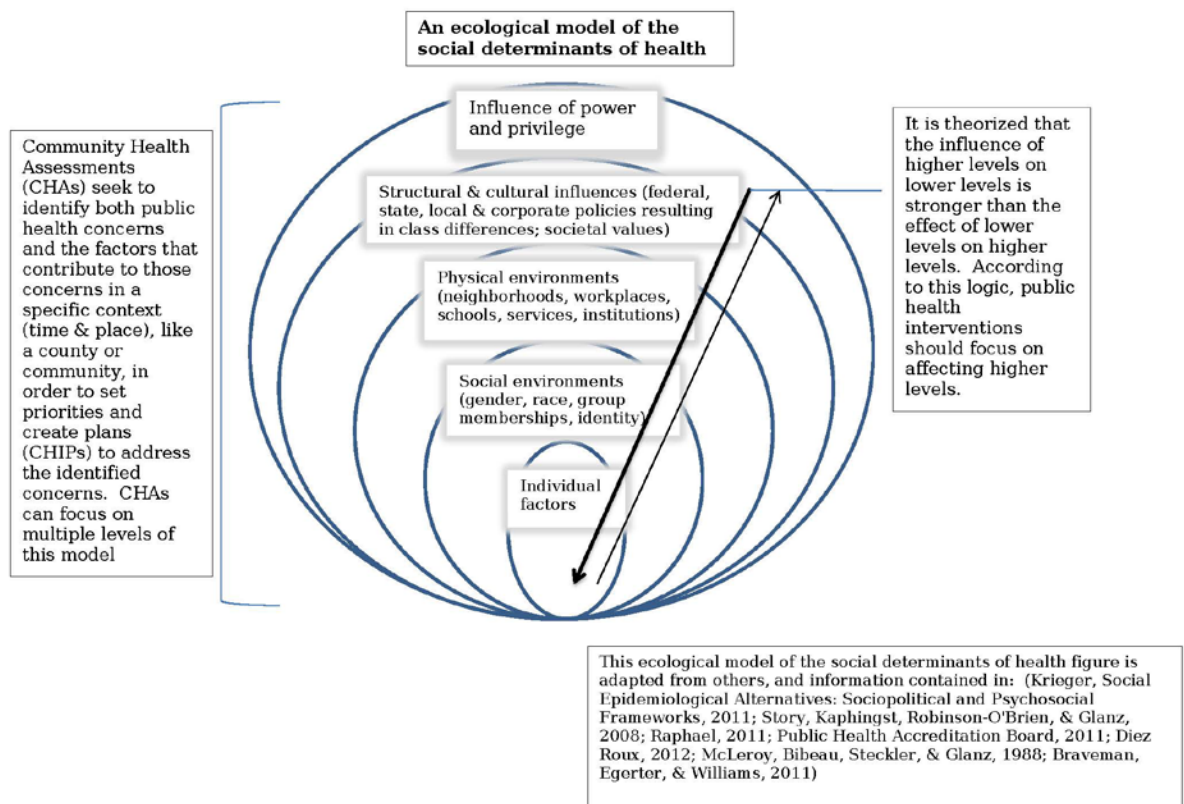 An ecological model of the
social determinants of health
Influence of power
and privilege
Structural & cultural influences (federal,
state, local & corporate policies resulting
in class differences; societal values)
Physical environments
(neighborhoods, workplaces,
schools, services, institutions)
Social environments
(gender, race, group
memberships, identity)
Individual
factors
Community Health
Assessments
(CHAs) seek to
identify both public
health concerns
and the factors that
contribute to those
concerns in a
specific context
(time & place), like
a county or
community, in
order to set
priorities and
create plans
(CHIPs) to address
the identified
concerns.  CHAs
can focus on
multiple levels of
this model
It is theorized that
the influence of
higher levels on
lower levels is
stronger than the
effect of lower
levels on higher
levels.  According
to this logic, public
health
interventions
should focus on
affecting higher
levels.
This ecological model of the social determinants of health figure is
adapted from others, and information contained in:  (Krieger, Social
Epidemiological Alternatives: Sociopolitical and Psychosocial
Frameworks, 2011; Story, Kaphingst, Robinson-O'Brien, & Glanz,
2008; Raphael, 2011; Public Health Accreditation Board, 2011; Diez
Roux, 2012; McLeroy, Bibeau, Steckler, & Glanz, 1988; Braveman,
Egerter, & Williams, 2011)